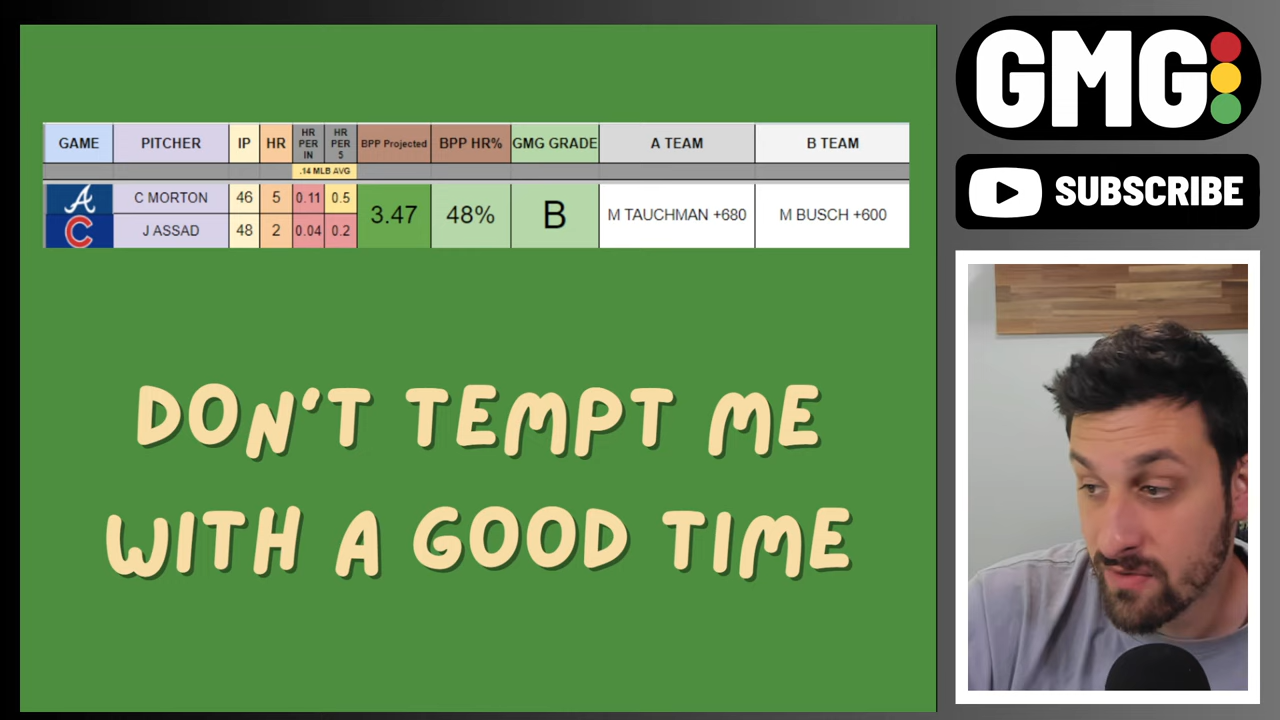 GAME PITCHER IP HR HR PER IN HR PER 5 BPP Projected BPP HR% GMG GRADE A TEAM B TEAM
.14 MLB AVG
A C MORTON 46 5 0.11 0.5 3.47 48% B M TAUCHMAN +680 M BUSCH +600
C J ASSAD 48 2 0.04 0.2
DON'T TEMPT ME
WITH A GOOD TIME
GMG
SUBSCRIBE